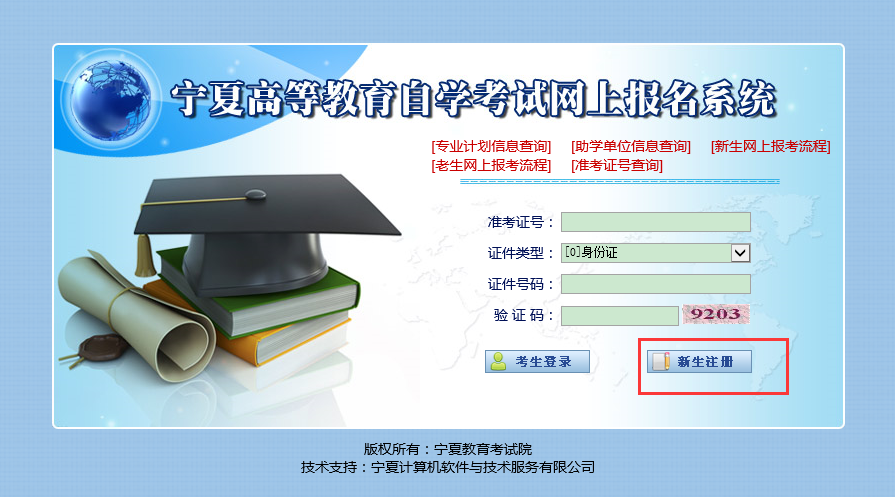 宁夏高等教育自学考试网上报名系统
[专业计划信息查询] [助学单位信息查询] [新生网上报考流程]
[老生网上报考流程] [准考证号查询]
准考证号：
证件类型： [0]身份证
证件号码：
验 证 码： 9203
考生登录 新生注册
版权所有：宁夏教育考试院
技术支持：宁夏计算机软件与技术服务有限公司